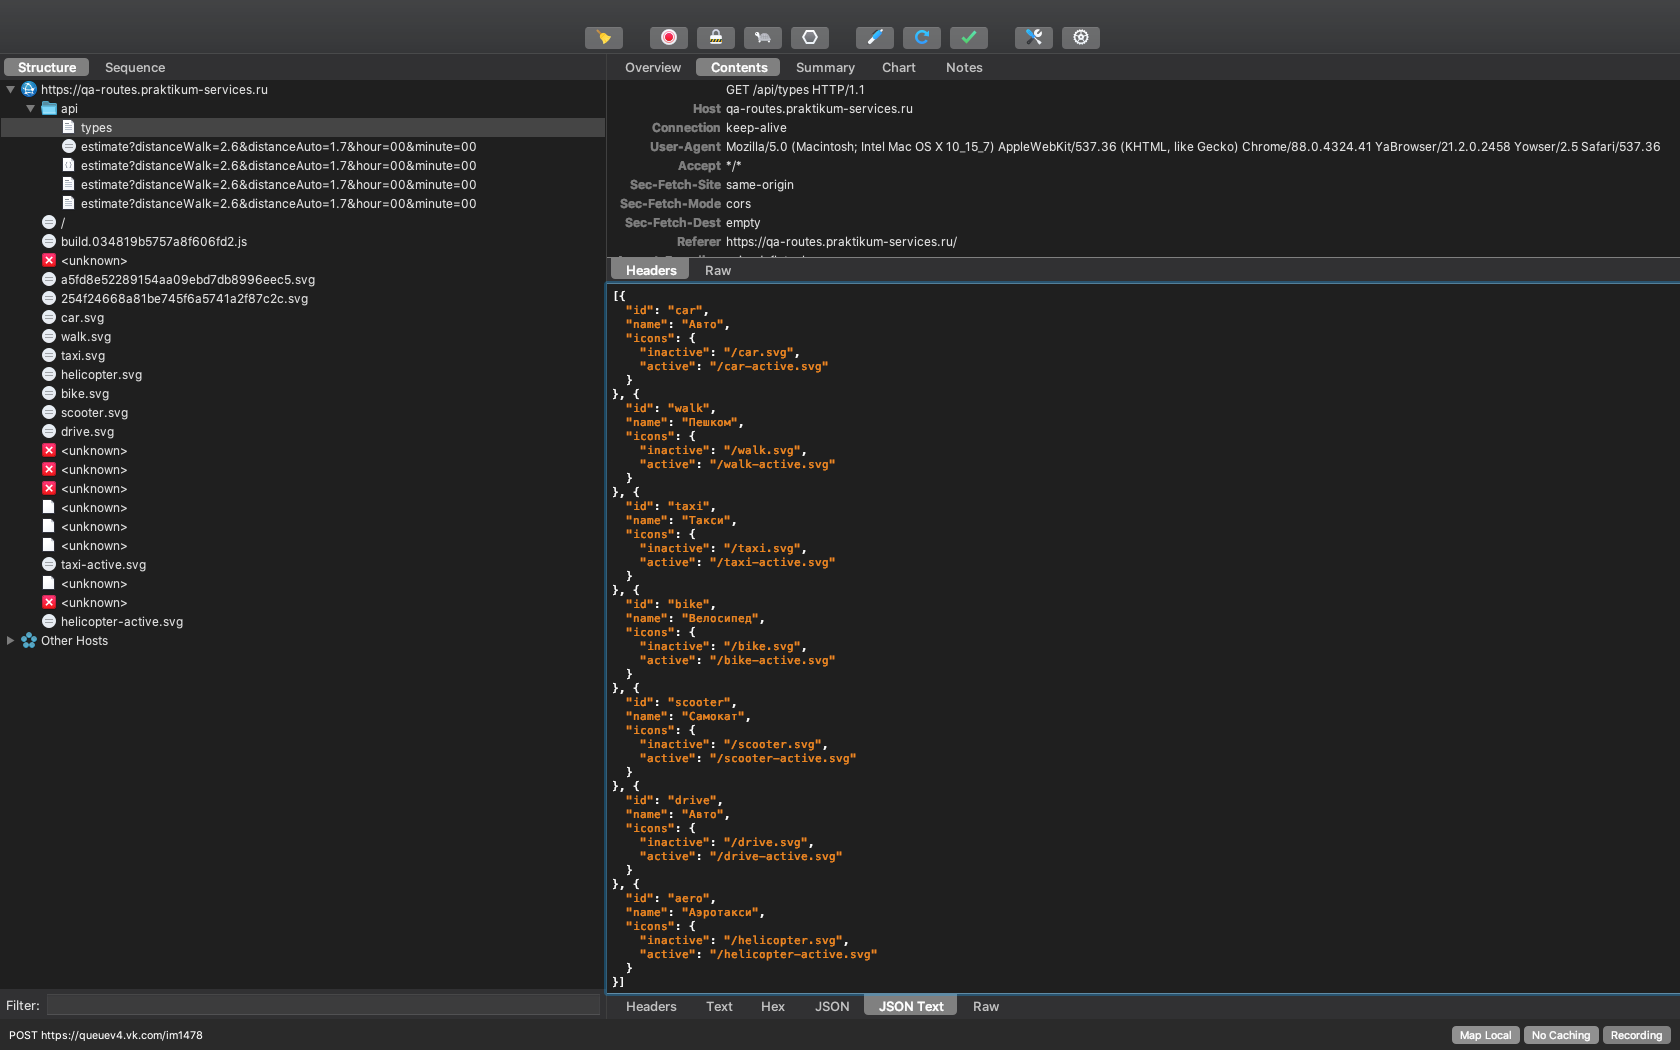 Structure
Sequence
https://qa-routes.praktikum-services.ru
api
types
estimate?distanceWalk=2.6&distanceAuto=1.7&hour=00&minute=00
estimate?distanceWalk=2.6&distanceAuto=1.7&hour=00&minute=00
estimate?distanceWalk=2.6&distanceAuto=1.7&hour=00&minute=00
estimate?distanceWalk=2.6&distanceAuto=1.7&hour=00&minute=00
/
build.034819b5757a8f606fd2.js
<unknown>
a5fd8e52289154aa09ebd7db8996eec5.svg
254f24668a81be745f6a5741a2f87c2c.svg
car.svg
walk.svg
taxi.svg
helicopter.svg
bike.svg
scooter.svg
drive.svg
<unknown>
<unknown>
<unknown>
<unknown>
<unknown>
<unknown>
taxi-active.svg
<unknown>
<unknown>
helicopter-active.svg
Other Hosts
Filter:
Overview Contents Summary Chart Notes
GET /api/types HTTP/1.1
Host qa-routes.praktikum-services.ru
Connection keep-alive
User-Agent Mozilla/5.0 (Macintosh; Intel Mac OS X 10_15_7) AppleWebKit/537.36 (KHTML, like Gecko) Chrome/88.0.4324.41 YaBrowser/21.2.0.2458 Yowser/2.5 Safari/537.36
Accept */*
Sec-Fetch-Site same-origin
Sec-Fetch-Mode cors
Sec-Fetch-Dest empty
Referer https://qa-routes.praktikum-services.ru/
Headers Raw
[{
"id": "car",
"name": "Авто",
"icons": {
"inactive": "/car.svg",
"active": "/car-active.svg"
}
}, {
"id": "walk",
"name": "Пешком",
"icons": {
"inactive": "/walk.svg",
"active": "/walk-active.svg"
}
}, {
"id": "taxi",
"name": "Такси",
"icons": {
"inactive": "/taxi.svg",
"active": "/taxi-active.svg"
}
}, {
"id": "bike",
"name": "Велосипед",
"icons": {
"inactive": "/bike.svg",
"active": "/bike-active.svg"
}
}, {
"id": "scooter",
"name": "Самокат",
"icons": {
"inactive": "/scooter.svg",
"active": "/scooter-active.svg"
}
}, {
"id": "drive",
"name": "Авто",
"icons": {
"inactive": "/drive.svg",
"active": "/drive-active.svg"
}
}, {
"id": "aero",
"name": "Аэротакси",
"icons": {
"inactive": "/helicopter.svg",
"active": "/helicopter-active.svg"
}
}]
Headers Text Hex JSON JSON Text Raw
POST https://queuev4.vk.com/im1478
Map Local No Caching Recording